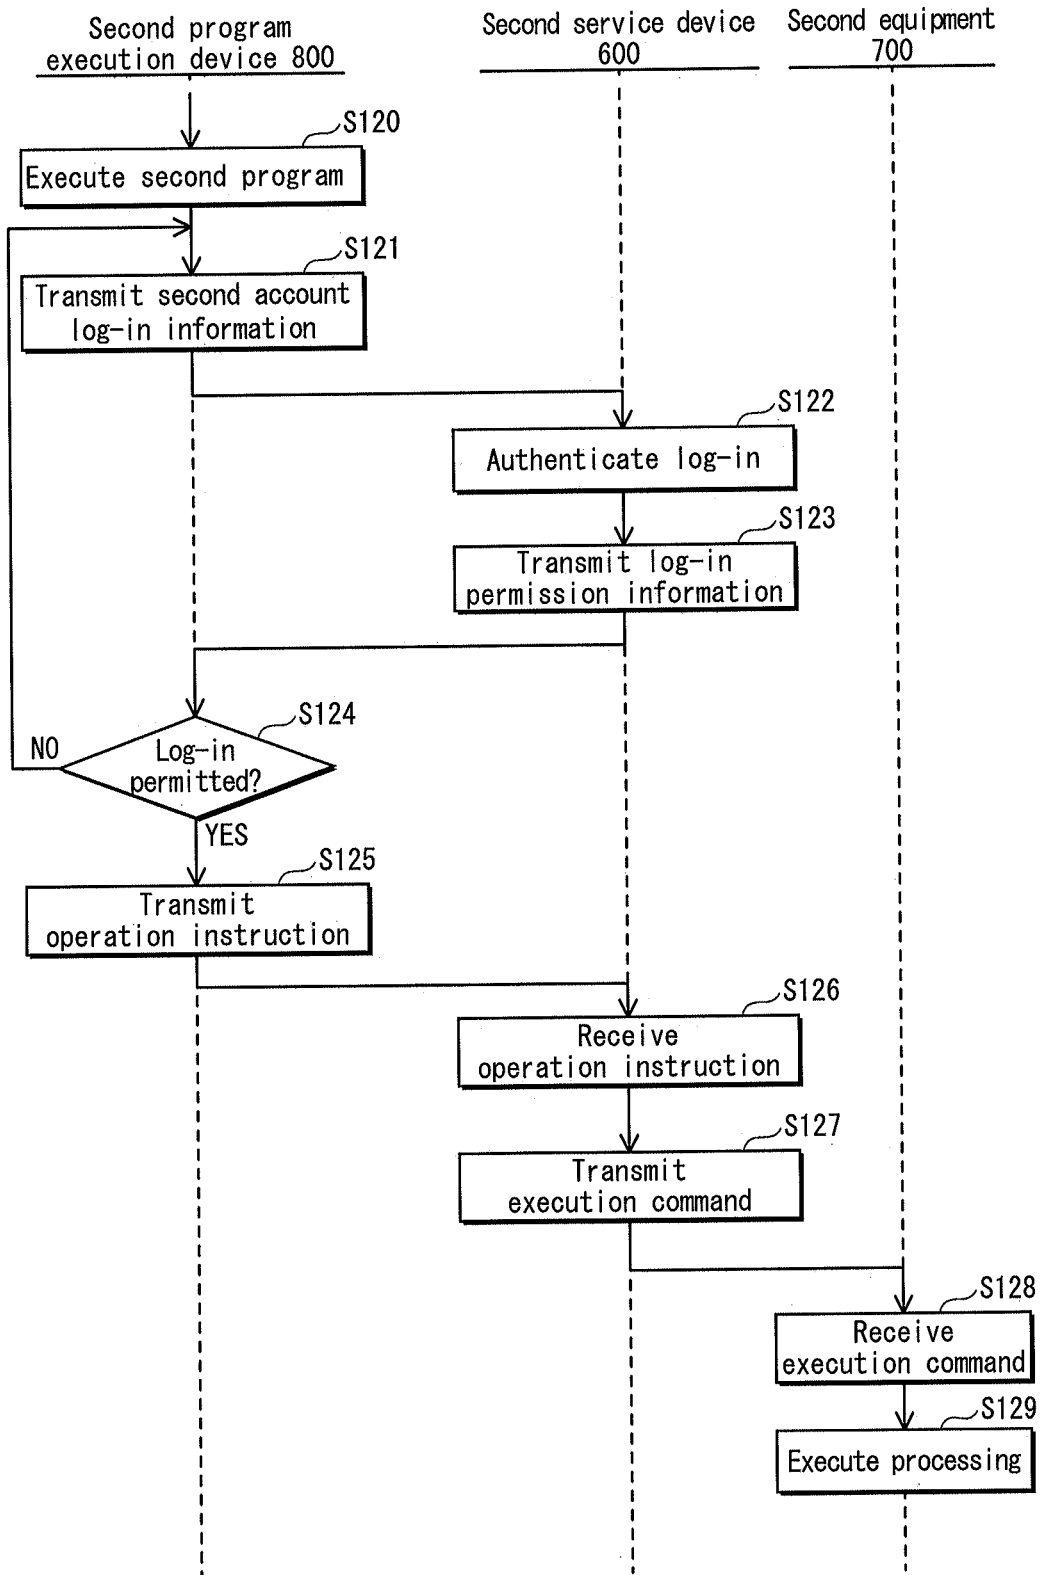 Second program
execution device 800
Second service device
600
Second equipment
700
S120
Execute second program
S121
Transmit second account
log-in information
S122
Authenticate log-in
S123
Transmit log-in
permission information
S124
NO
Log-in
permitted?
YES
S125
Transmit
operation instruction
S126
Receive
operation instruction
S127
Transmit
execution command
S128
Receive
execution command
S129
Execute processing